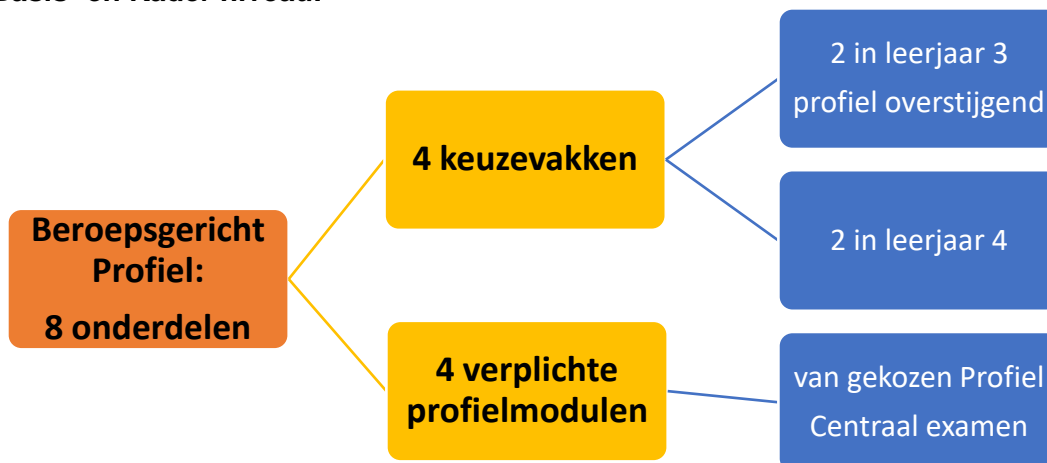 Beroepsgericht
Profiel:
8 onderdelen
4 keuzevakken
2 in leerjaar 3
profiel overstijgend
2 in leerjaar 4
4 verplichte
profielmodulen
van gekozen Profiel
Centraal examen